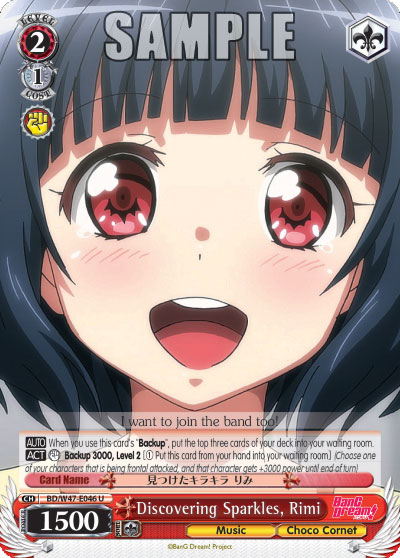 LEVEL
2
SAMPLE
1
COST
I want to join the band too!
AUTO When you use this card's "Backup", put the top three cards of your deck into your waiting room.
ACT Backup 3000, Level 2 [① Put this card from your hand into your waiting room] (Choose one
of your characters that is being frontal attacked, and that character gets +3000 power until end of turn)
Card Name 見つけたキラキラ りみ
CH BD/W47-E046 U
Discovering Sparkles, Rimi
BanG Dream!
POWER 1500
Music Choco Cornet
©BanG Dream! Project